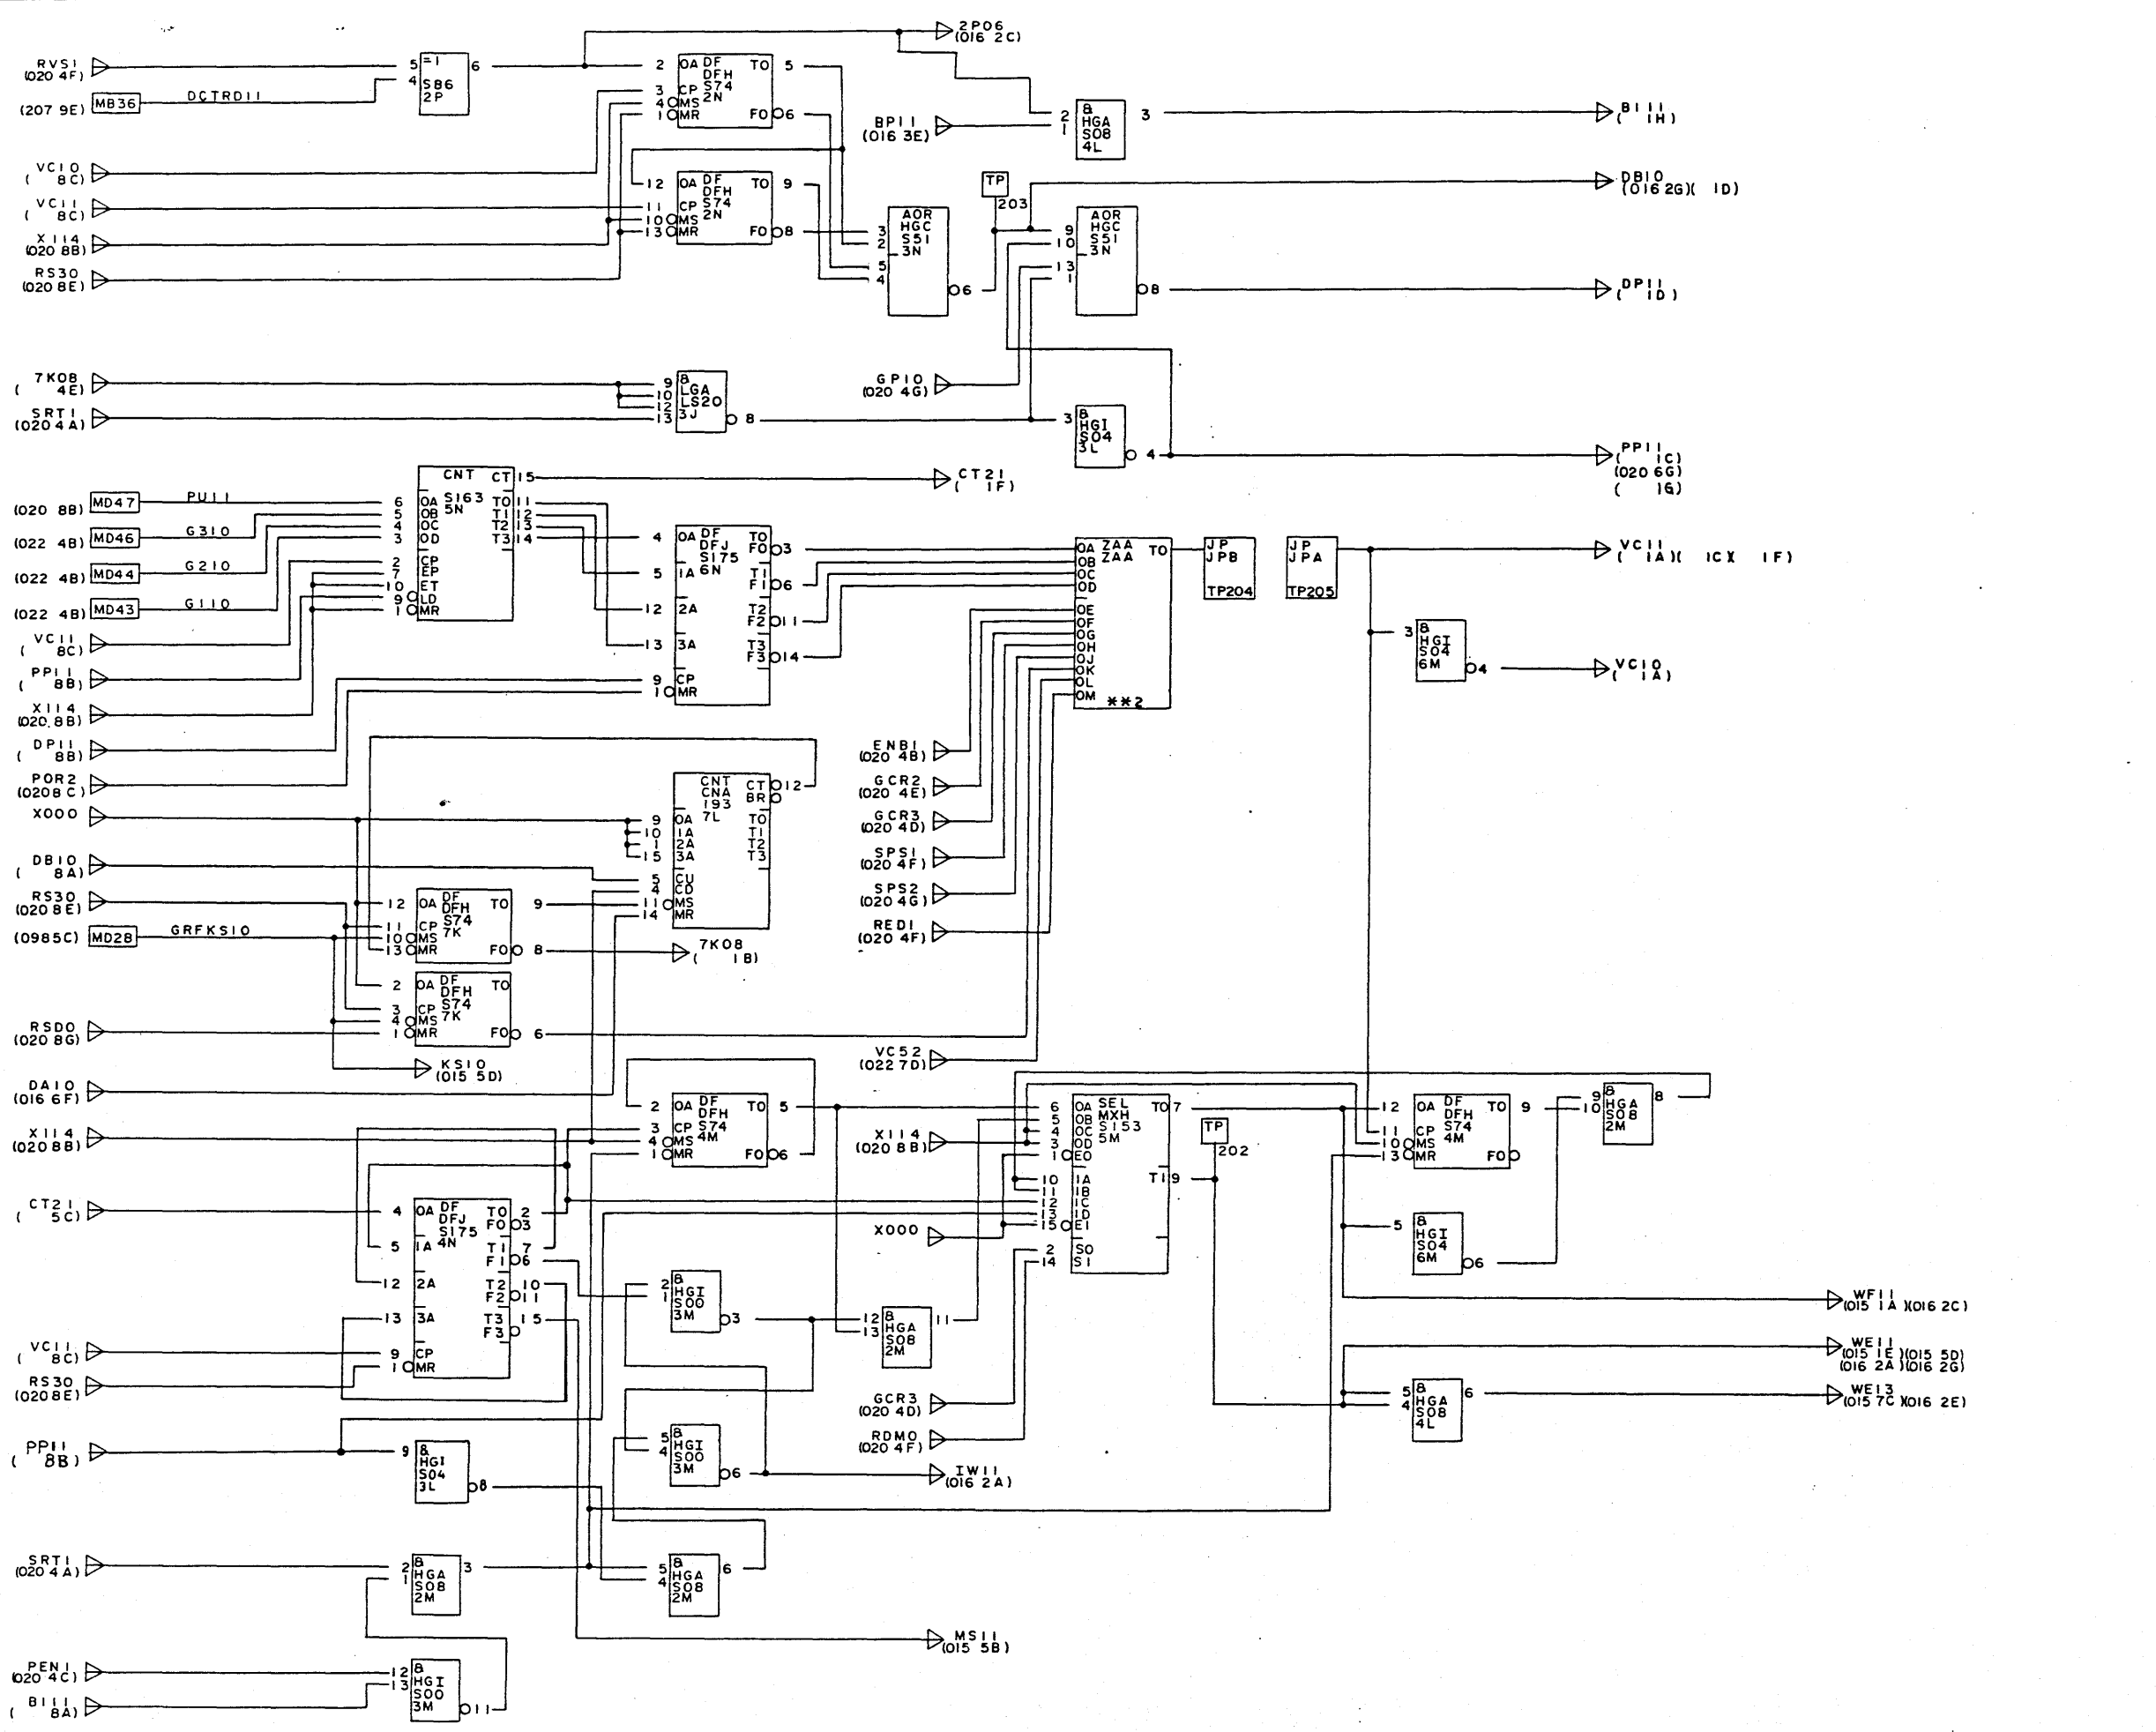 2P06
(016 2C)
RVS1
(020 4F)
5
4
=1
S86
2P
6
MB36
DCTRD11
(207 9E)
2
3
4
1
OA DF TO
DFH
CP S74
MS 2N
MR FO
5
6
BP11
(016 3E)
2
1
&
HGA
S08
4L
3
B111
( 1H)
VC10
( 8C)
VC11
( 8C)
X114
(020 8B)
RS30
(020 8E)
12
11
10
13
OA DF TO
DFH
CP S74
MS 2N
MR FO
9
8
TP
203
DB10
(016 2G)( 1D)
3
2
5
4
AOR
HGC
S51
3N
6
9
10
13
1
AOR
HGC
S51
3N
8
DP11
( 1D)
7K08
( 4E)
SRT1
(020 4A)
9
10
12
13
&
LGA
LS20
3J
8
GP10
(020 4G)
3
&
HGI
S04
3L
4
PP11
( 1C)
(020 6G)
( 1G)
CNT CT
15
CT21
( 1F)
(020 8B)
MD47
PU11
(022 4B)
MD46
G310
(022 4B)
MD44
G210
(022 4B)
MD43
G110
6
5
4
3
2
7
10
9
1
OA S163 TO
OB 5N T1
OC T2
OD T3
CP
EP
ET
LD
MR
11
12
13
14
4
5
12
13
9
1
OA DF TO
DFJ FO
1A S175 T1
6N F1
2A T2
F2
3A T3
F3
CP
MR
3
6
11
14
OA ZAA TO
OB ZAA
OC
OD
OE
OF
OG
OH
OJ
OK
OL
OM
**2
JP
JPB
TP204
JP
JPA
TP205
VC11
( 1A)( 1C)( 1F)
3
&
HGI
S04
6M
4
VC10
( 1A)
VC11
( 8C)
PP11
( 8B)
X114
(020 8B)
DP11
( 8B)
POR2
(020 8C)
X000
DB10
( 8A)
RS30
(020 8E)
(098 5C)
MD28
GRFKS10
9
10
1
15
5
4
11
14
CNT CT
CNA BR
193
OA 7L TO
1A T1
2A T2
3A T3
CU
CD
MS
MR
12
ENB1
(020 4B)
GCR2
(020 4E)
GCR3
(020 4D)
SPS1
(020 4F)
SPS2
(020 4G)
RED1
(020 4F)
12
11
10
13
OA DF TO
DFH
S74
CP 7K
MS
MR FO
9
8
7K08
( 1B)
2
3
4
1
OA DF TO
DFH
S74
CP 7K
MS
MR FO
6
RSD0
(020 8G)
KS10
(015 5D)
VC52
(022 7D)
DA10
(016 6F)
X114
(020 8B)
2
3
4
1
OA DF TO
DFH
CP S74
MS 4M
MR FO
5
6
X114
(020 8B)
X000
6
5
4
3
1
10
11
12
13
15
2
14
OA SEL TO
OB MXH
OC S153
OD 5M
EO
1A T1
1B
1C
1D
E1
S0
S1
7
9
TP
202
12
11
10
13
OA DF TO
DFH
CP S74
MS 4M
MR FO
9
9
10
&
HGA
S08
2M
8
5
&
HGI
S04
6M
6
CT21
( 5C)
VC11
( 8C)
RS30
(020 8E)
4
5
12
13
9
1
OA DF TO
DFJ FO
1A S175 T1
4N F1
2A T2
F2
3A T3
F3
CP
MR
2
3
7
6
10
11
15
2
1
&
HGI
S00
3M
3
12
13
&
HGA
S08
2M
11
WF11
(015 1A)(016 2C)
WE11
(015 1E)(015 5D)
(016 2A)(016 2G)
GCR3
(020 4D)
RDM0
(020 4F)
5
4
&
HGA
S08
4L
6
WE13
(015 7C)(016 2E)
PP11
( 8B)
9
&
HGI
S04
3L
8
5
4
&
HGI
S00
3M
6
IW11
(016 2A)
SRT1
(020 4A)
2
1
&
HGA
S08
2M
3
5
4
&
HGA
S08
2M
6
MS11
(015 5B)
PEN1
(020 4C)
B111
( 8A)
12
13
&
HGI
S00
3M
11